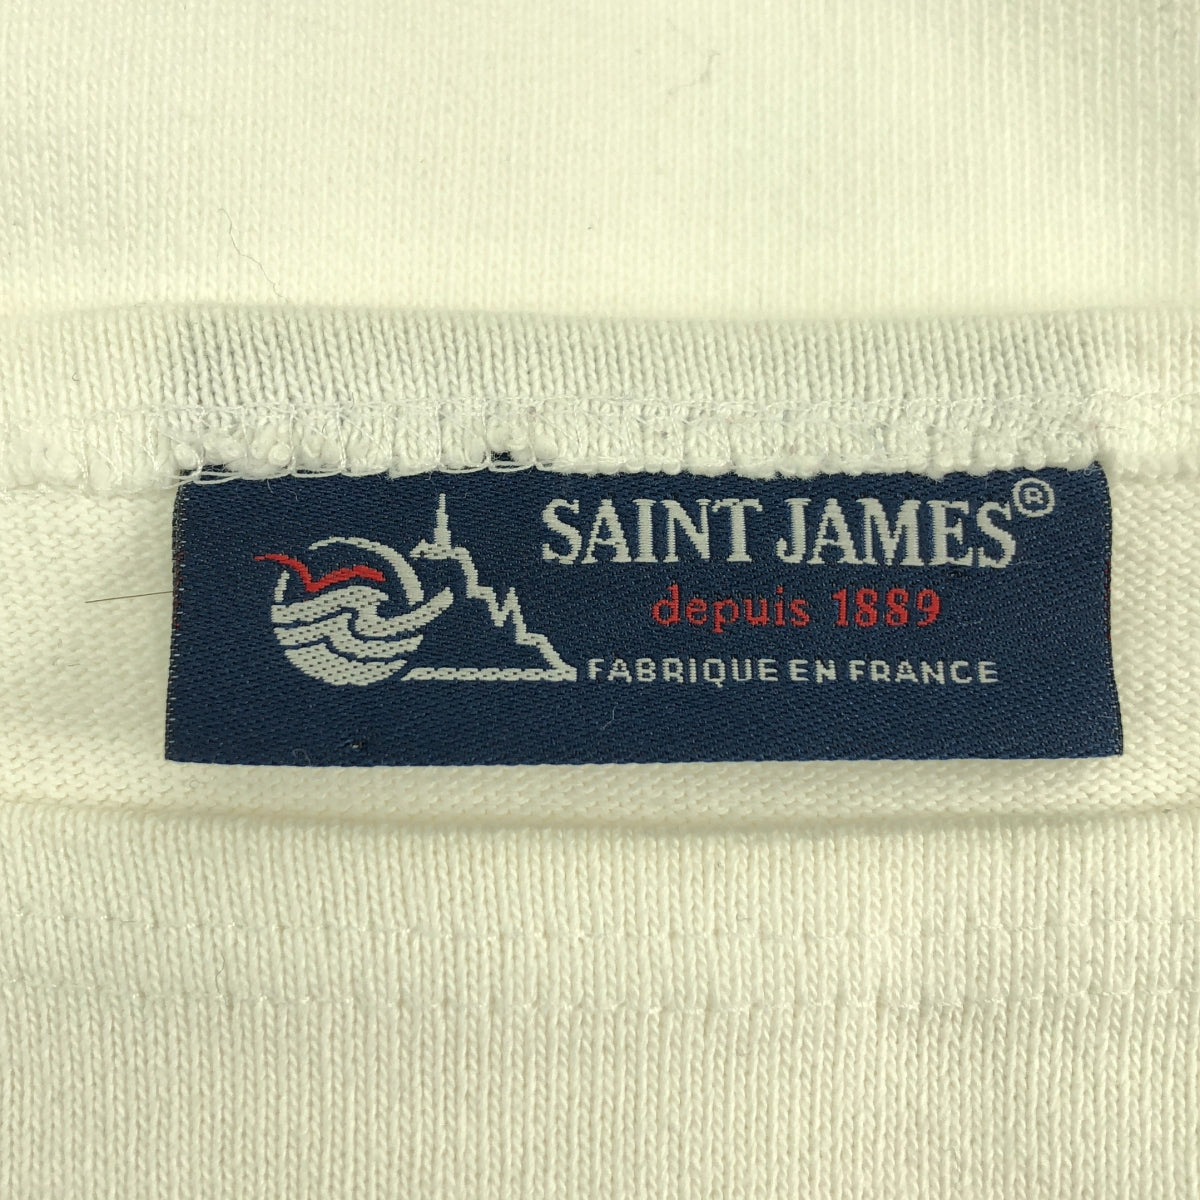 SAINT JAMES®
depuis 1889
FABRIQUE EN FRANCE